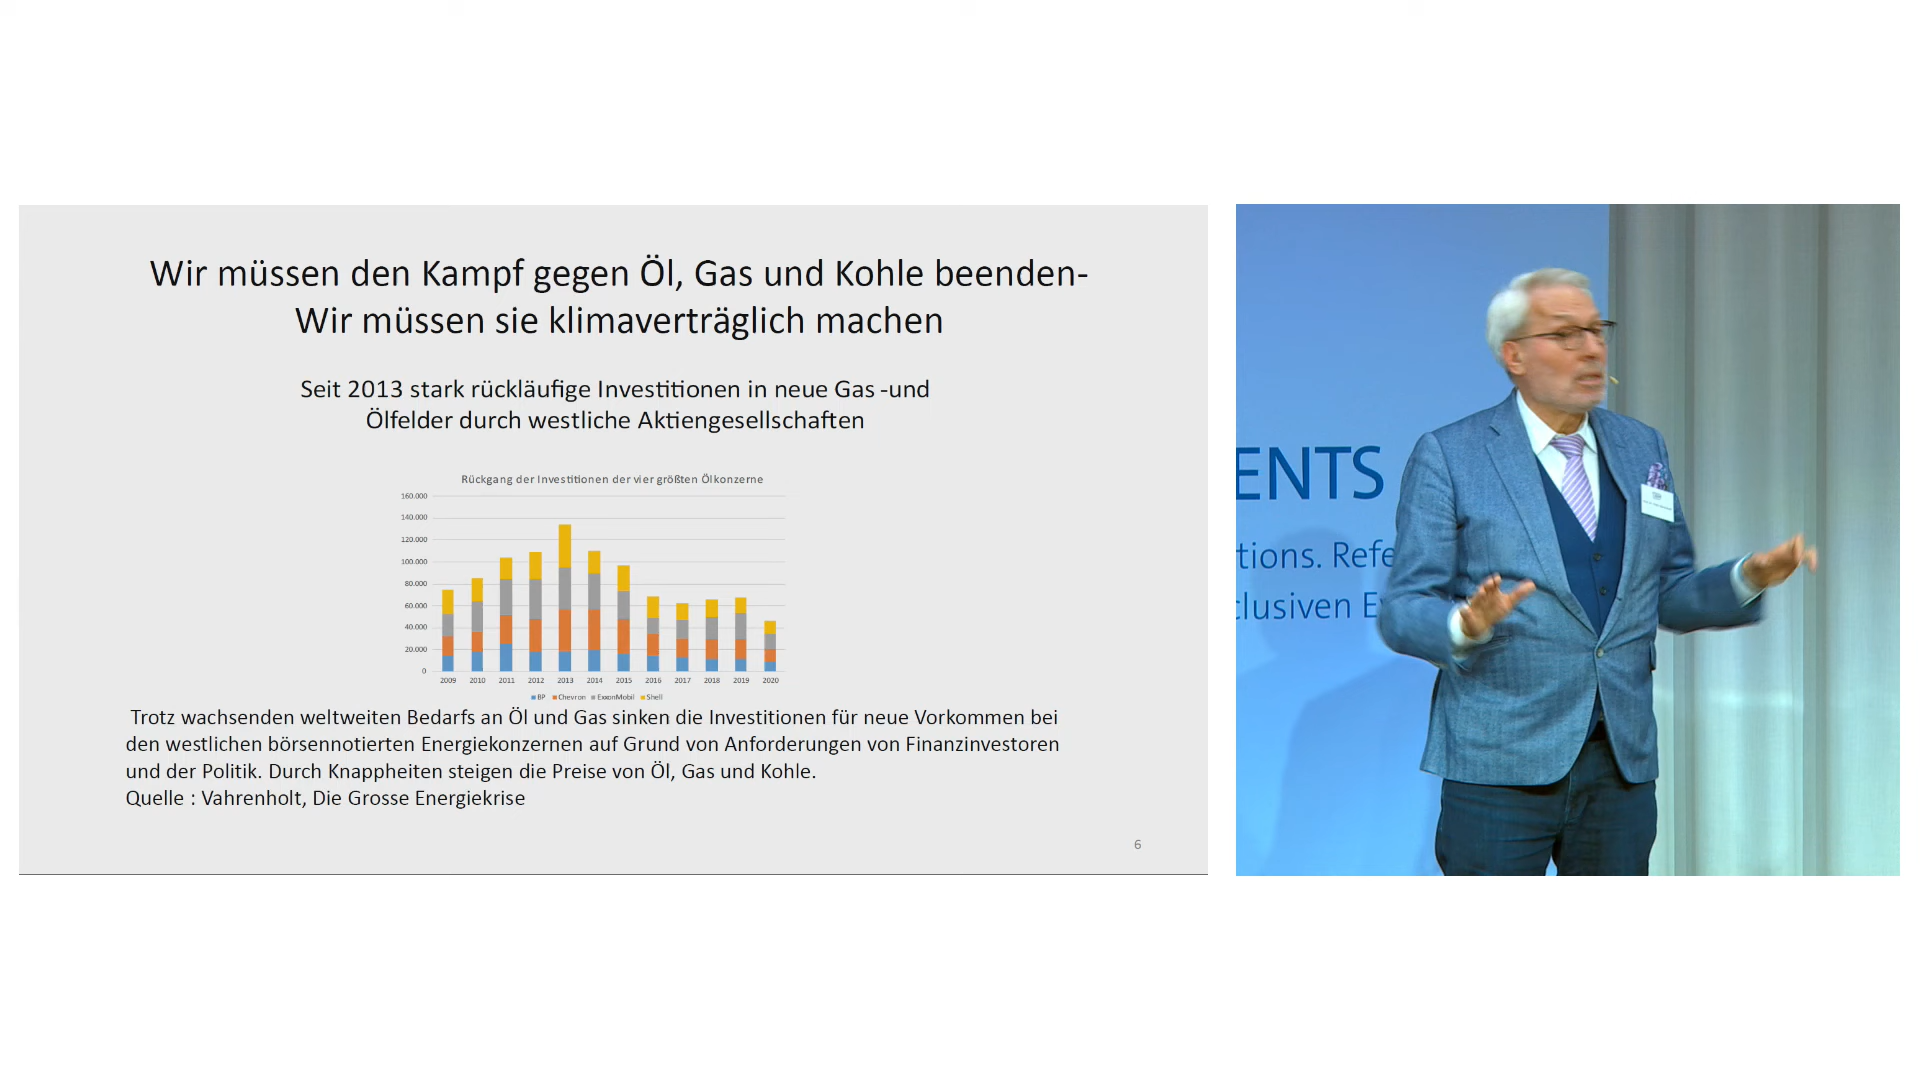 Wir müssen den Kampf gegen Öl, Gas und Kohle beenden-
Wir müssen sie klimaverträglich machen
Seit 2013 stark rückläufige Investitionen in neue Gas -und
Ölfelder durch westliche Aktiengesellschaften
Rückgang der Investitionen der vier größten Ölkonzerne
160.000
140.000
120.000
100.000
80.000
60.000
40.000
20.000
0
2009 2010 2011 2012 2013 2014 2015 2016 2017 2018 2019 2020
BP Chevron ExxonMobil Shell
Trotz wachsenden weltweiten Bedarfs an Öl und Gas sinken die Investitionen für neue Vorkommen bei
den westlichen börsennotierten Energiekonzernen auf Grund von Anforderungen von Finanzinvestoren
und der Politik. Durch Knappheiten steigen die Preise von Öl, Gas und Kohle.
Quelle : Vahrenholt, Die Grosse Energiekrise
6
ENTS
tions. Refe
clusiven E